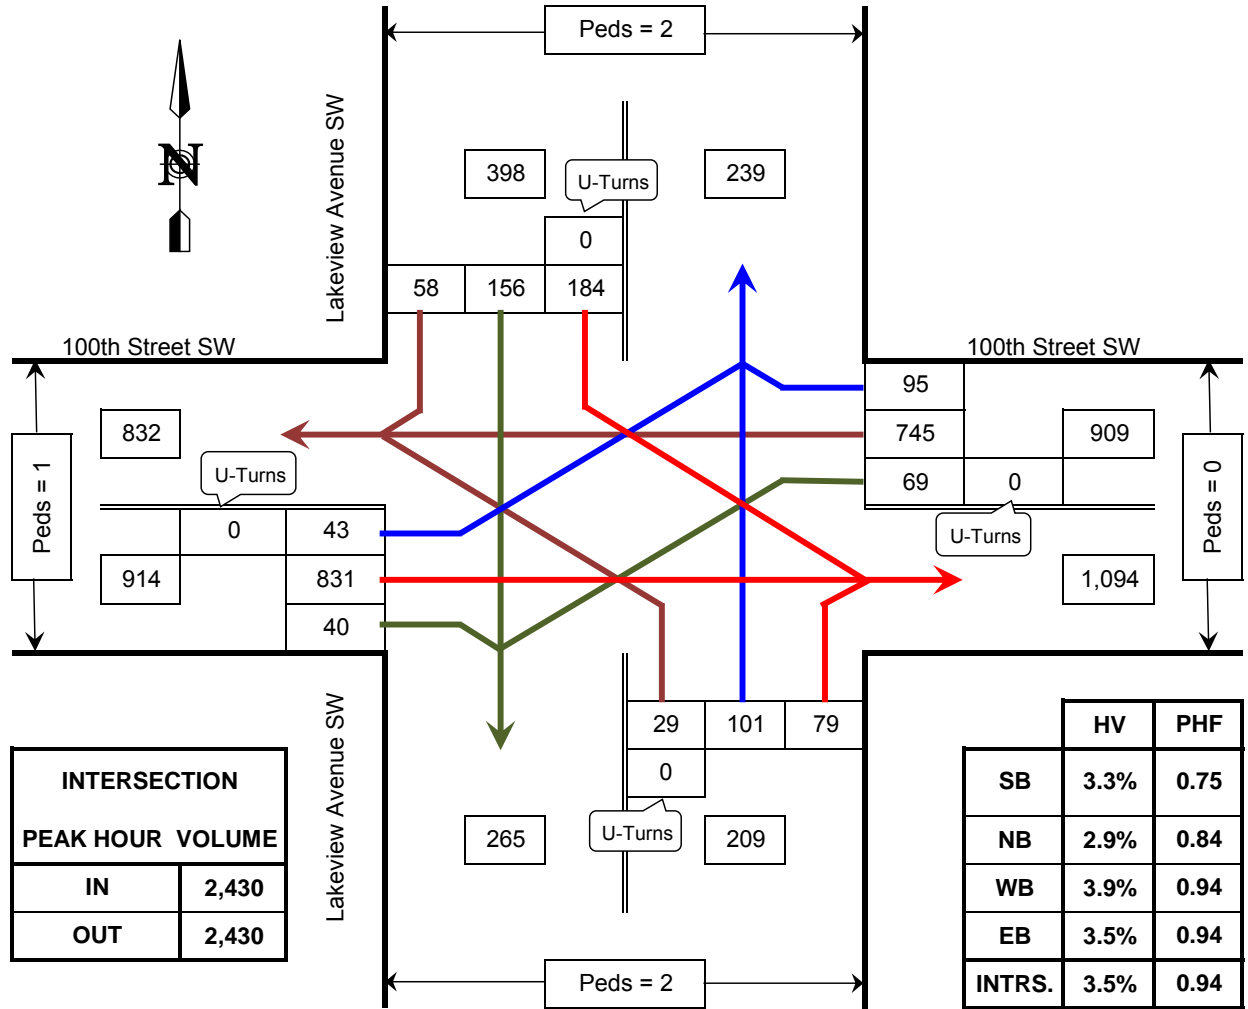 Peds = 2
N
Lakeview Avenue SW
398
U-Turns
239
0
58 156 184
100th Street SW
100th Street SW
95
832
745 909
Peds = 1
U-Turns
69 0
Peds = 0
0 43
U-Turns
914 831
1,094
40
29 101 79
0
Lakeview Avenue SW
U-Turns
265
209
Peds = 2
INTERSECTION
PEAK HOUR VOLUME
IN 2,430
OUT 2,430
HV PHF
SB 3.3% 0.75
NB 2.9% 0.84
WB 3.9% 0.94
EB 3.5% 0.94
INTRS. 3.5% 0.94